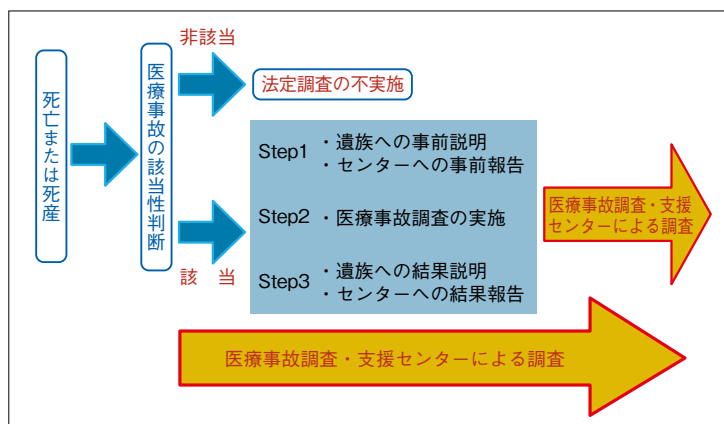 死亡または死産
医療事故の該当性判断
非該当
法定調査の不実施
Step1 ・遺族への事前説明
・センターへの事前報告
Step2 ・医療事故調査の実施
該 当
Step3 ・遺族への結果説明
・センターへの結果報告
医療事故調査・支援
センターによる調査
医療事故調査・支援センターによる調査